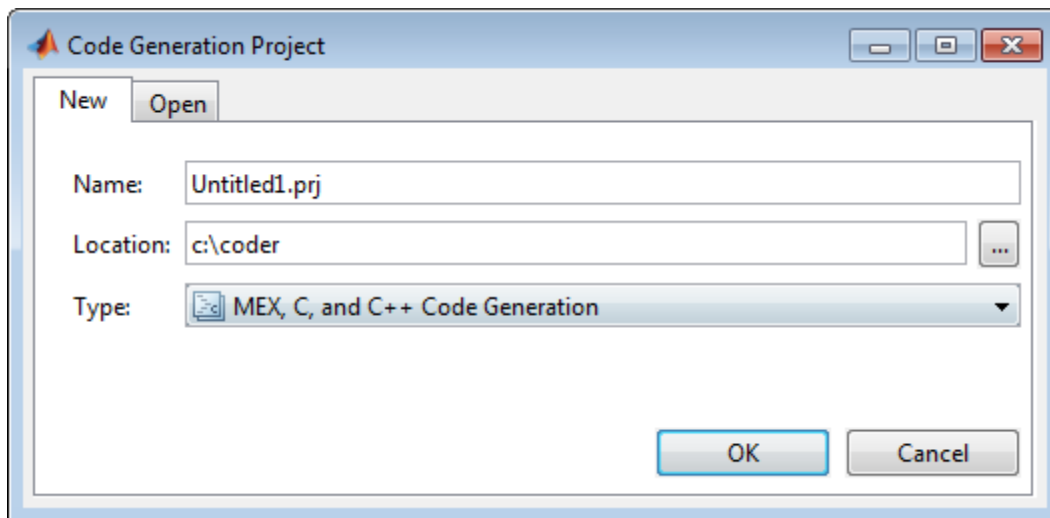 Code Generation Project
New Open
Name: Untitled1.prj
Location: c:\coder ...
Type: MEX, C, and C++ Code Generation
OK Cancel